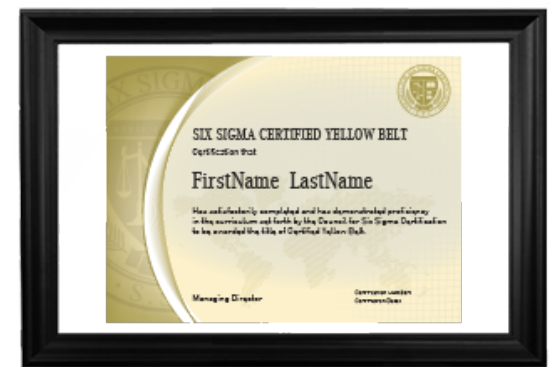 SIX SIGMA CERTIFIED YELLOW BELT
Certification that
FirstName LastName
Has satisfactorily completed and has demonstrated proficiency
in the curriculum set forth by the Council for Six Sigma Certification
to be awarded the title of Certified Yellow Belt.
Managing Director
SIX SIGM